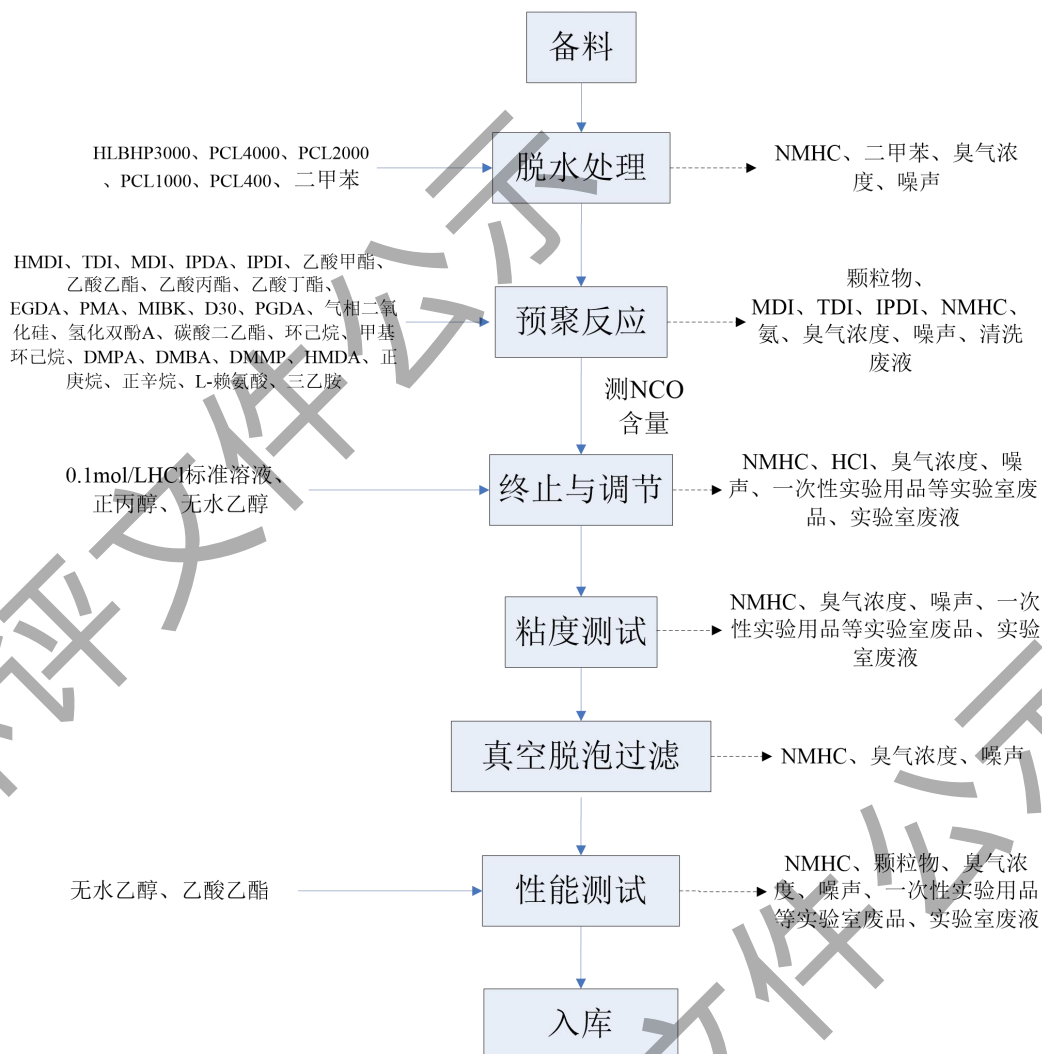 备料
HLBHP3000、PCL4000、PCL2000
、PCL1000、PCL400、二甲苯
脱水处理
NMHC、二甲苯、臭气浓
度、噪声
HMDI、TDI、MDI、IPDA、IPDI、乙酸甲酯、
乙酸乙酯、乙酸丙酯、乙酸丁酯、
EGDA、PMA、MIBK、D30、PGDA、气相二氧
化硅、氢化双酚A、碳酸二乙酯、环己烷、甲基
环己烷、DMPA、DMBA、DMMP、HMDA、正
庚烷、正辛烷、L-赖氨酸、三乙胺
预聚反应
颗粒物、
MDI、TDI、IPDI、NMHC、
氨、臭气浓度、噪声、清洗
废液
测NCO
含量
0.1mol/LHCl标准溶液、
正丙醇、无水乙醇
终止与调节
NMHC、HCl、臭气浓度、噪
声、一次性实验用品等实验室废
品、实验室废液
粘度测试
NMHC、臭气浓度、噪声、一次
性实验用品等实验室废品、实验
室废液
真空脱泡过滤
NMHC、臭气浓度、噪声
无水乙醇、乙酸乙酯
性能测试
NMHC、颗粒物、臭气浓
度、噪声、一次性实验用品
等实验室废品、实验室废液
入库
环评文件公示
文件公示